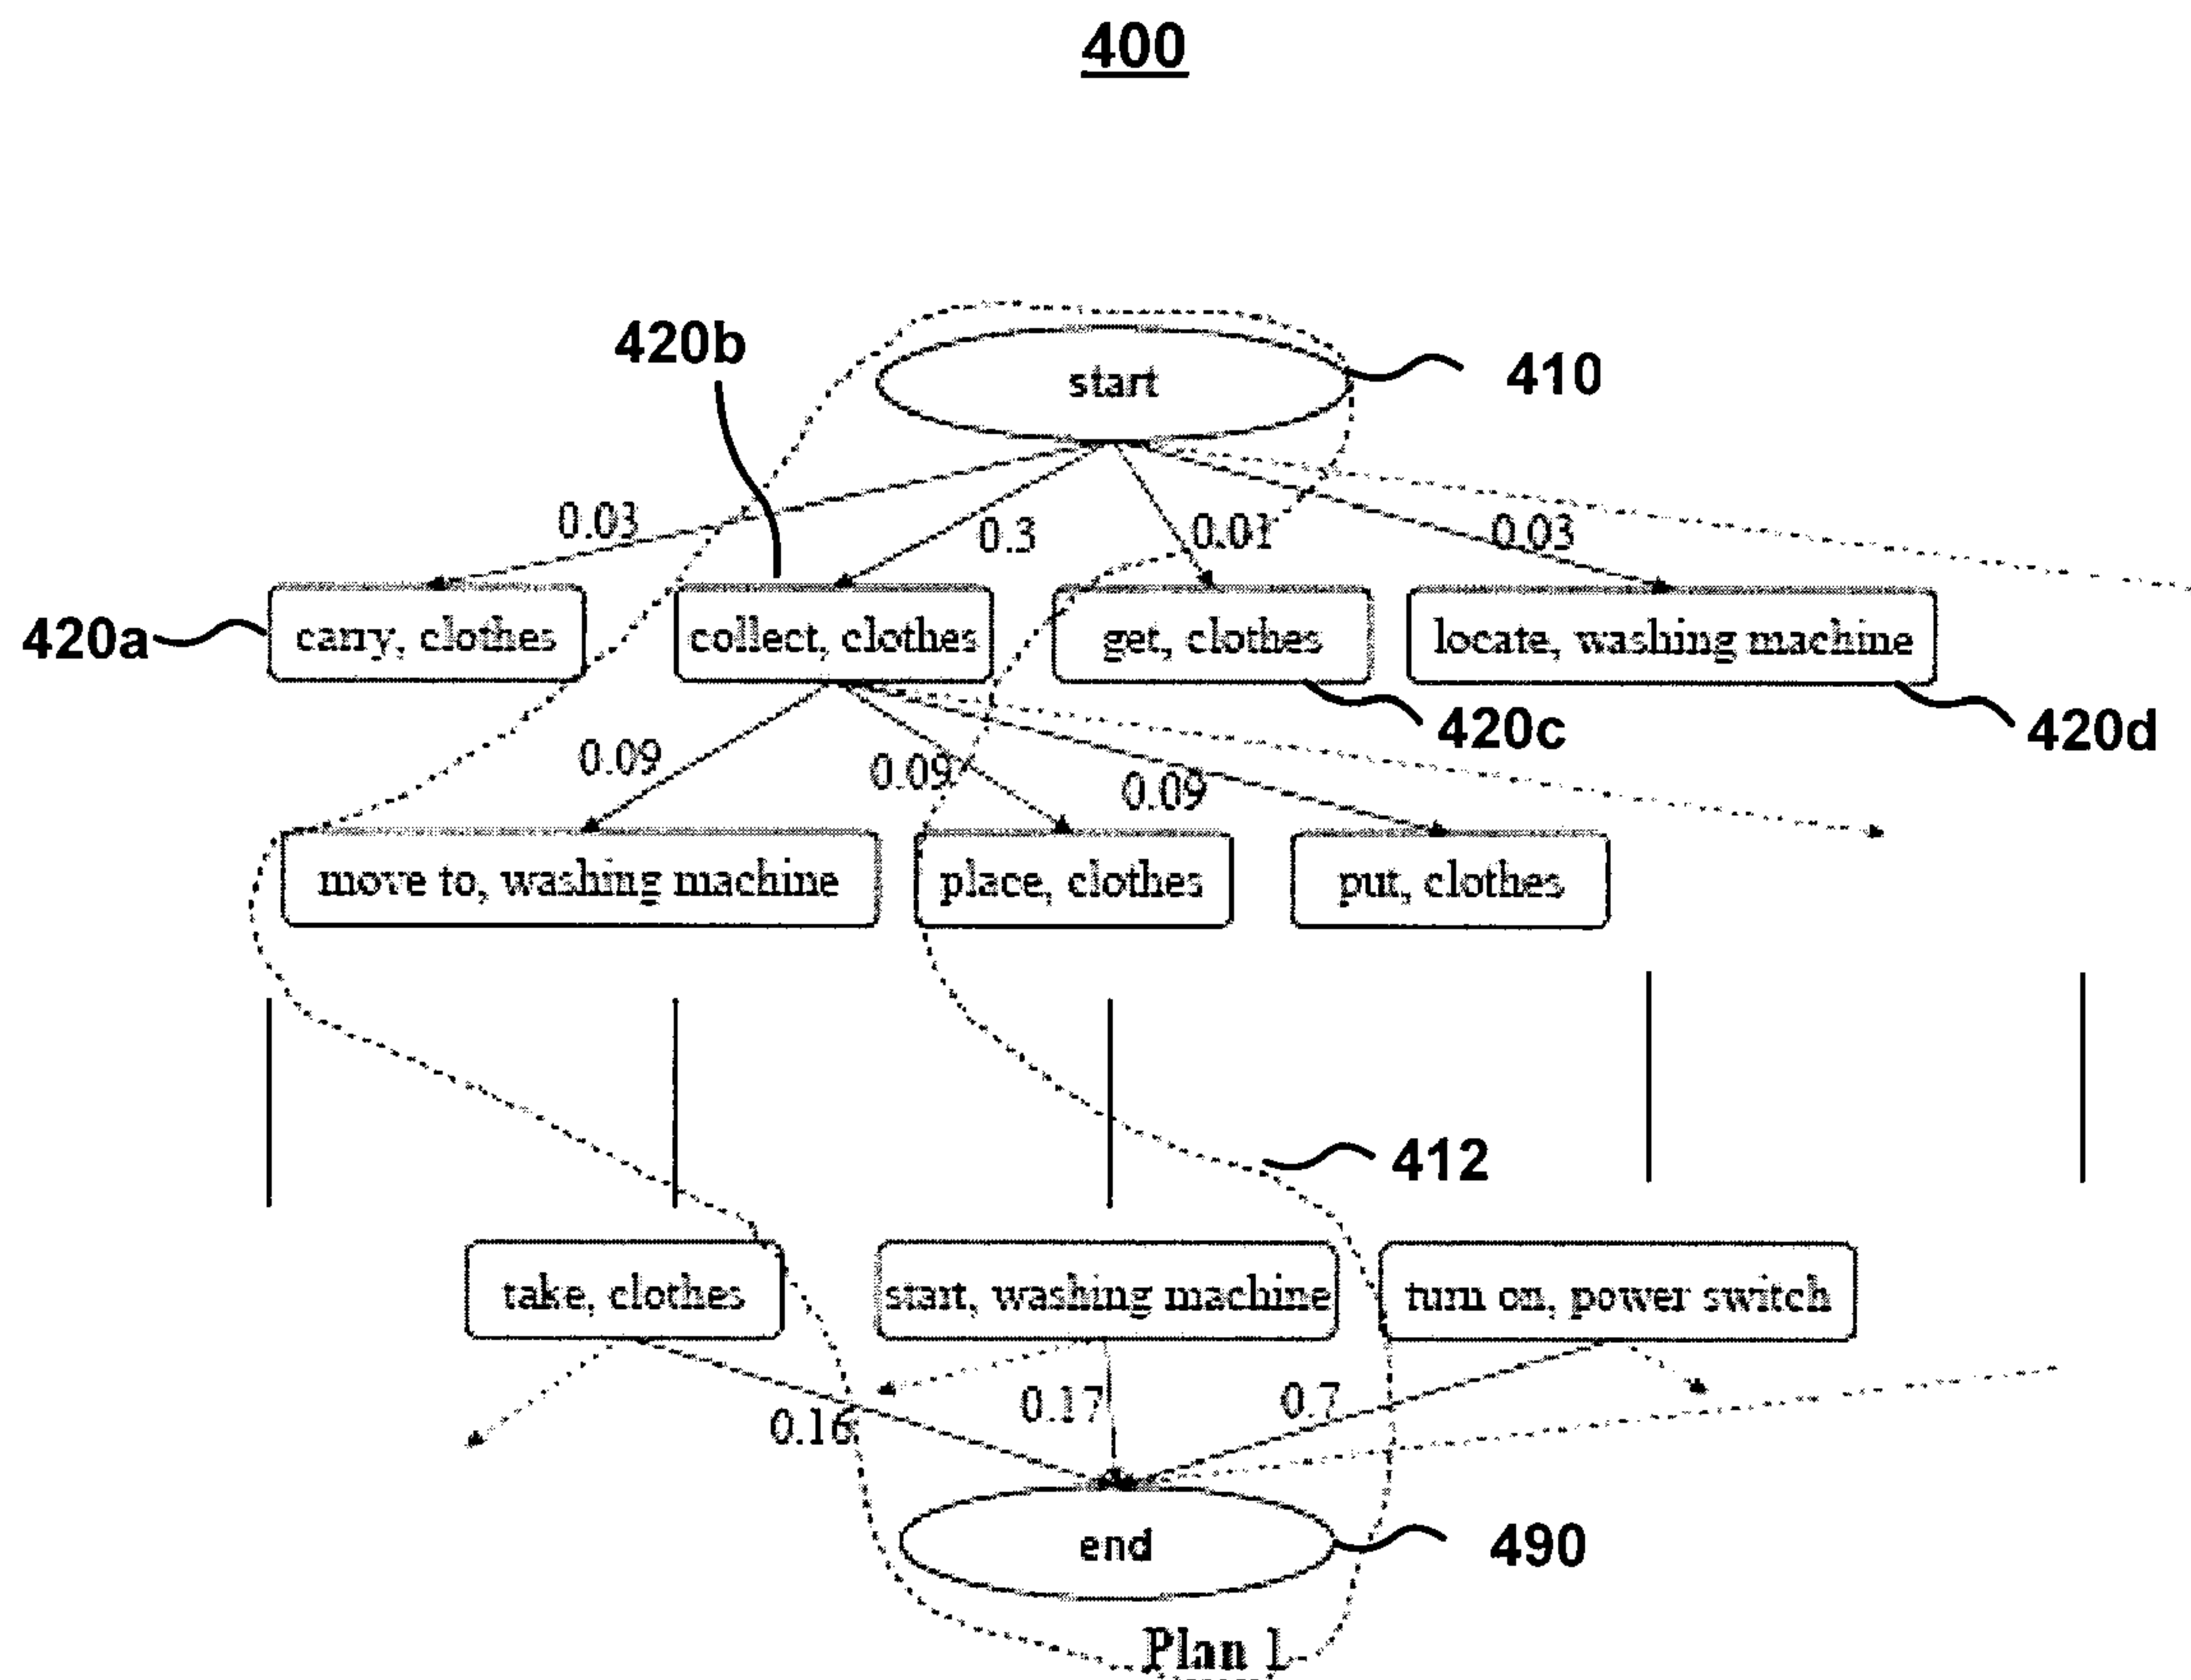 400
420b
start
410
0.03
0.3
0.01
0.03
420a
carry, clothes
collect, clothes
get, clothes
locate, washing machine
420c
420d
0.09
0.09
0.09
move to, washing machine
place, clothes
put, clothes
412
take, clothes
start, washing machine
turn on, power switch
0.16
0.17
0.7
end
490
Plan 1